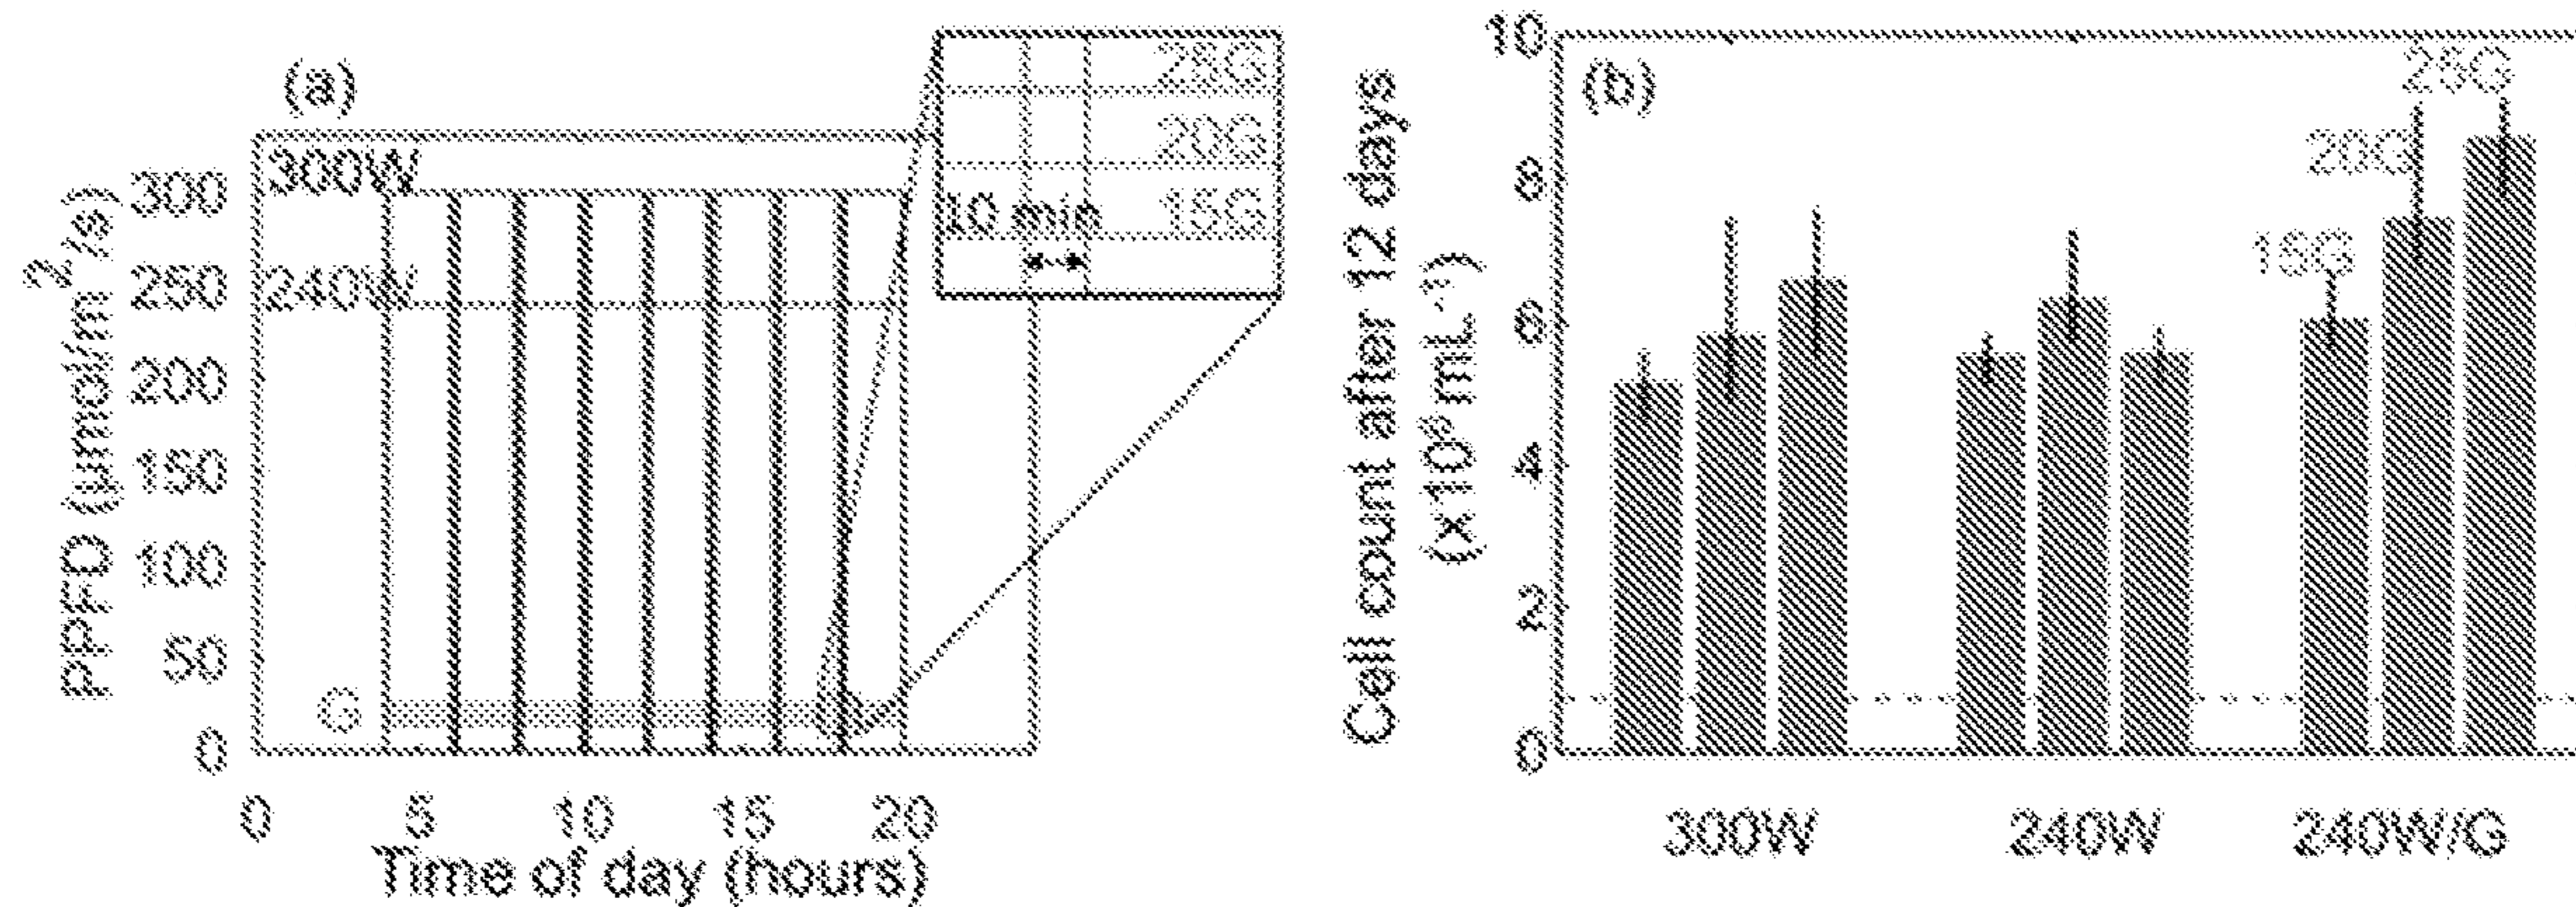 (a)
300W
240W
G
PPFD (µmol/m²/s)
300
250
200
150
100
50
0
0 5 10 15 20
Time of day (hours)
25G
20G
15G
10 min
(b)
Cell count after 12 days
mL⁻¹)
10
8
6
4
2
0
15G
20G
25G
300W 240W 240W/G